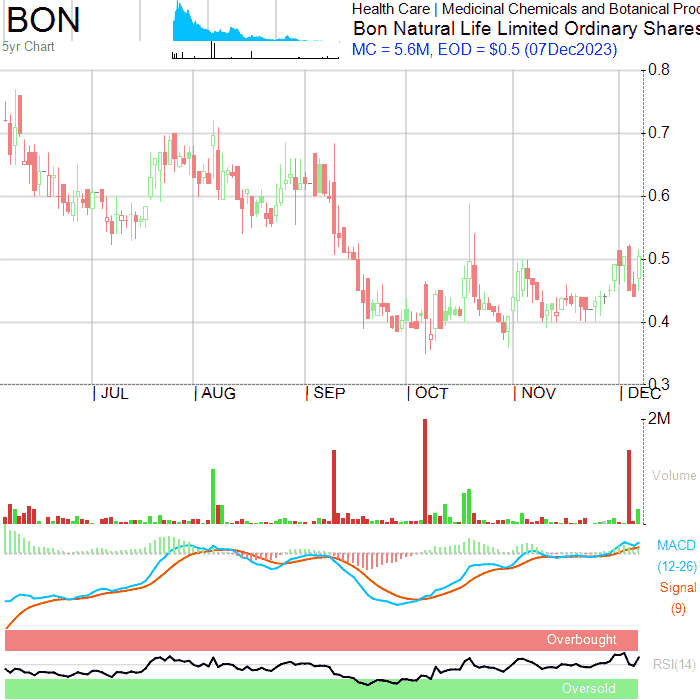 BON
5yr Chart
Health Care | Medicinal Chemicals and Botanical Proc
Bon Natural Life Limited Ordinary Shares
MC = 5.6M, EOD = $0.5 (07Dec2023)
0.8
0.7
0.6
0.5
0.4
0.3
JUL AUG SEP OCT NOV DEC
2M
Volume
MACD
(12-26)
Signal
(9)
Overbought
RSI(14)
Oversold